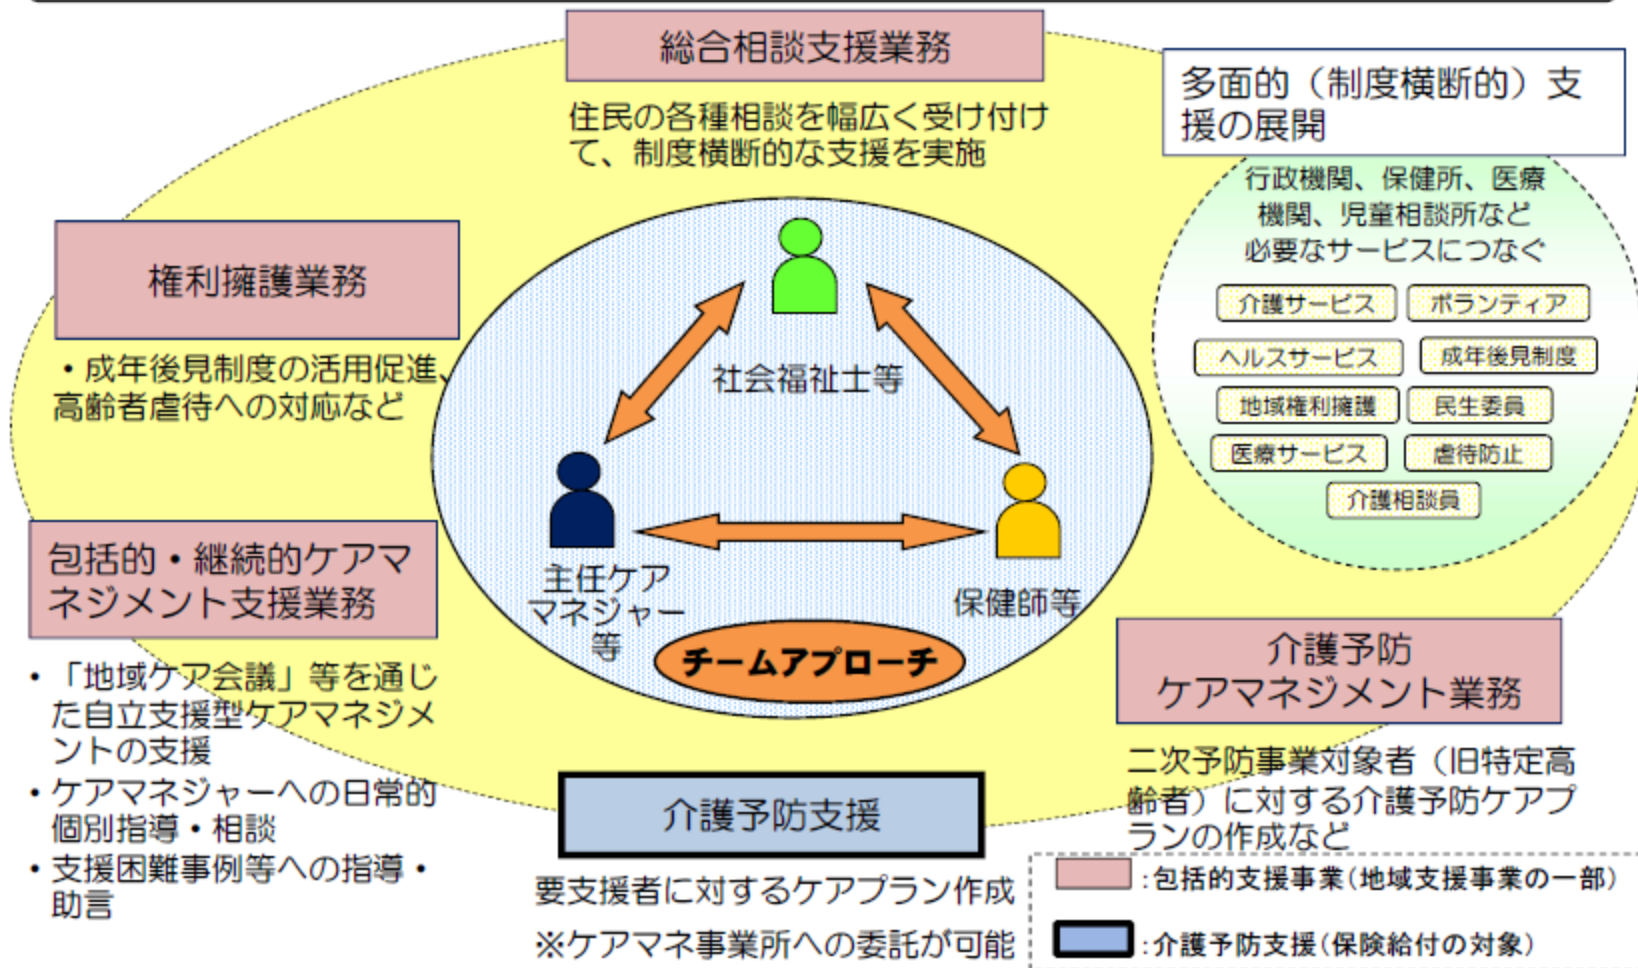 総合相談支援業務
住民の各種相談を幅広く受け付け
て、制度横断的な支援を実施
多面的（制度横断的）支
援の展開
行政機関、保健所、医療
機関、児童相談所など
必要なサービスにつなぐ
介護サービス
ボランティア
ヘルスサービス
成年後見制度
地域権利擁護
民生委員
医療サービス
虐待防止
介護相談員
権利擁護業務
・成年後見制度の活用促進、
高齢者虐待への対応など
社会福祉士等
主任ケア
マネジャー
等
保健師等
チームアプローチ
包括的・継続的ケアマ
ネジメント支援業務
・「地域ケア会議」等を通じ
た自立支援型ケアマネジメ
ントの支援
・ケアマネジャーへの日常的
個別指導・相談
・支援困難事例等への指導・
助言
介護予防
ケアマネジメント業務
二次予防事業対象者（旧特定高
齢者）に対する介護予防ケアプ
ランの作成など
介護予防支援
要支援者に対するケアプラン作成
※ケアマネ事業所への委託が可能
：包括的支援事業（地域支援事業の一部）
：介護予防支援（保険給付の対象）